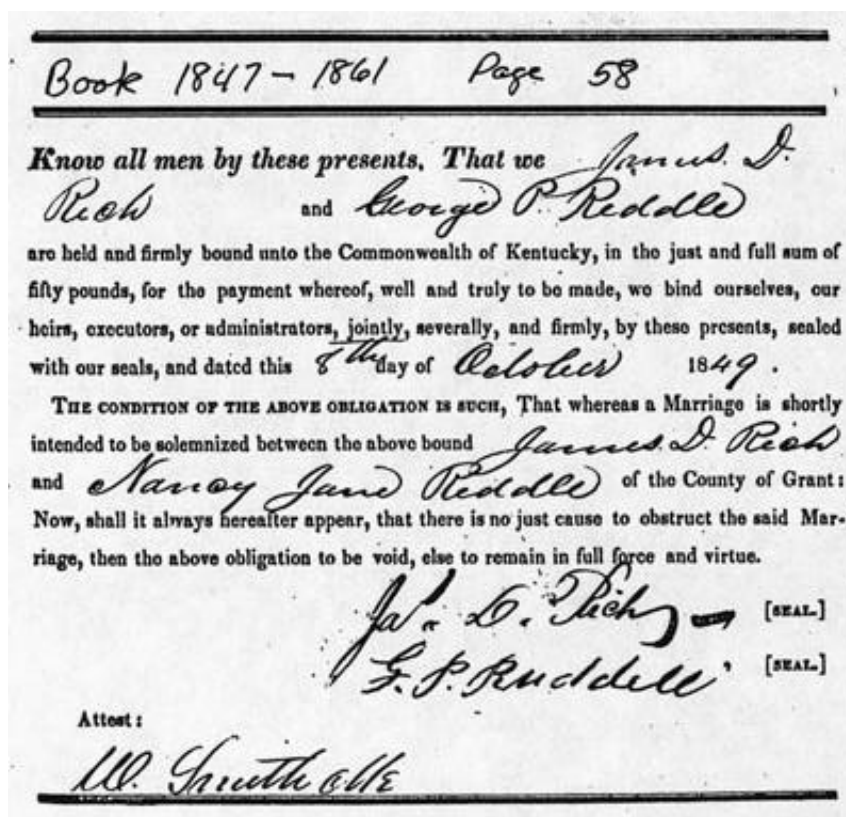 Book 1847-1861 Page 58
Know all men by these presents, That we James. D.
Rich and George P. Riddle
are held and firmly bound unto the Commonwealth of Kentucky, in the just and full sum of
fifty pounds, for the payment whereof, well and truly to be made, we bind ourselves, our
heirs, executors, or administrators, jointly, severally, and firmly, by these presents, sealed
with our seals, and dated this 8th day of October 1849.
THE CONDITION OF THE ABOVE OBLIGATION IS SUCH, That whereas a Marriage is shortly
intended to be solemnized between the above bound James. D. Rich
and Nancy Jane Riddle of the County of Grant:
Now, shall it always hereafter appear, that there is no just cause to obstruct the said Mar-
riage, then the above obligation to be void, else to remain in full force and virtue.
Ja's. D. Rich [SEAL.]
G. P. Ruddell [SEAL.]
Attest:
W. Smith